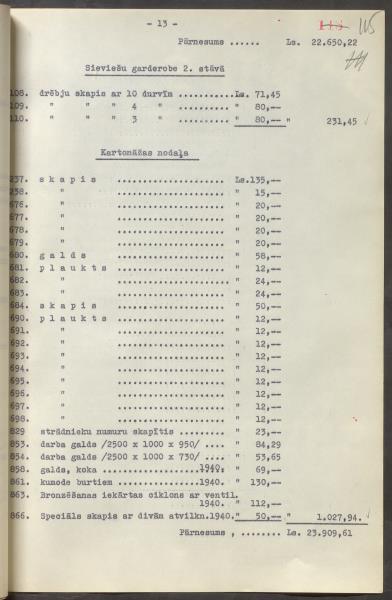 - 13 -
115
Pārnesums ...... Ls. 22.650,22
Sieviešu garderobe 2. stāvā
108. drēbju skapis ar 10 durvīm ........... Ls. 71,45
109. " " " 4 " .......... " 80,--
110. " " " 3 " .......... " 80,-- " 231,45
Kartonāžas nodaļa
237. skapis ...................... Ls.135,--
238. " ...................... " 15,--
676. " ...................... " 20,--
677. " ...................... " 20,--
678. " ...................... " 20,--
679. " ...................... " 20,--
680. galds ...................... " 58,--
681. plaukts ...................... " 12,--
682. " ...................... " 24,--
683. " ...................... " 24,--
684. skapis ...................... " 50,--
690. plaukts ...................... " 12,--
691. " ...................... " 12,--
692. " ...................... " 12,--
693. " ...................... " 12,--
694. " ...................... " 12,--
695. " ...................... " 12,--
696. " ...................... " 12,--
697. " ...................... " 12,--
698. " ...................... " 12,--
829 strādnieku numuru skapītis .......... " 23,--
853. darba galds /2500 x 1000 x 950/ .... " 84,29
854. darba galds /2500 x 1000 x 730/ .... " 53,65
858. galds, koka ....................1940. " 69,--
861. kumode burtiem .................1940. " 130,--
863. Bronzēšanas iekārtas ciklons ar ventil.
1940. " 112,--
866. Speciāls skapis ar divām atvilkn.1940." 50,-- " 1.027,94.
Pārnesums , ........ Ls. 23.909,61